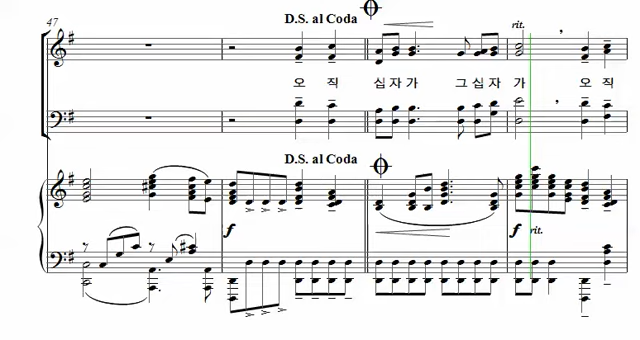 D.S. al Coda
47
rit.
오 직 십 자 가 그 십 자 가 오 직
D.S. al Coda
f
f rit.